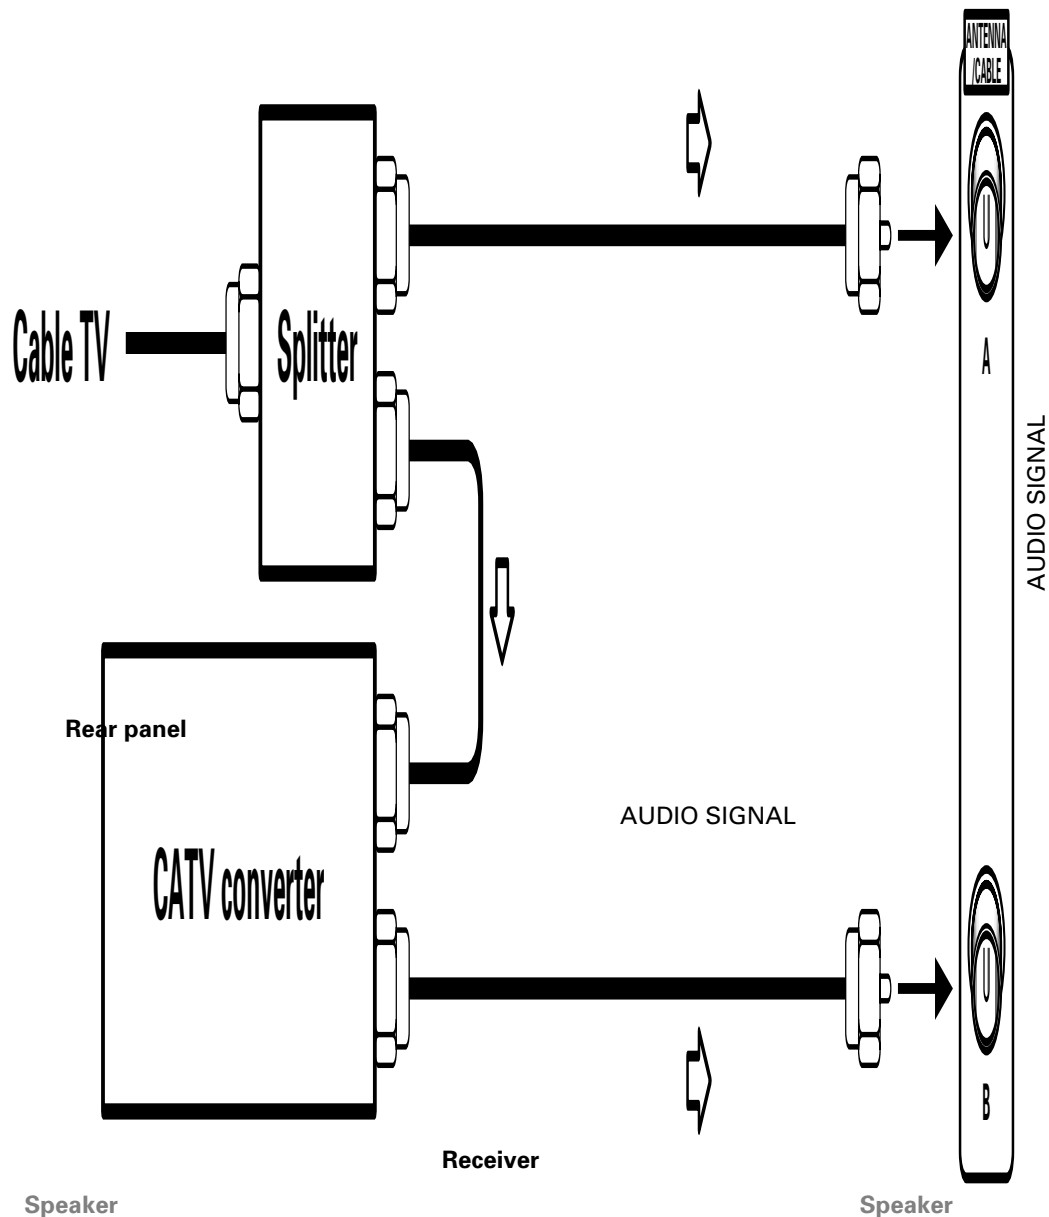 ANTENNA
/CABLE
Cable TV
Splitter
A
AUDIO SIGNAL
Rear panel
AUDIO SIGNAL
CATV converter
B
Receiver
Speaker
Speaker